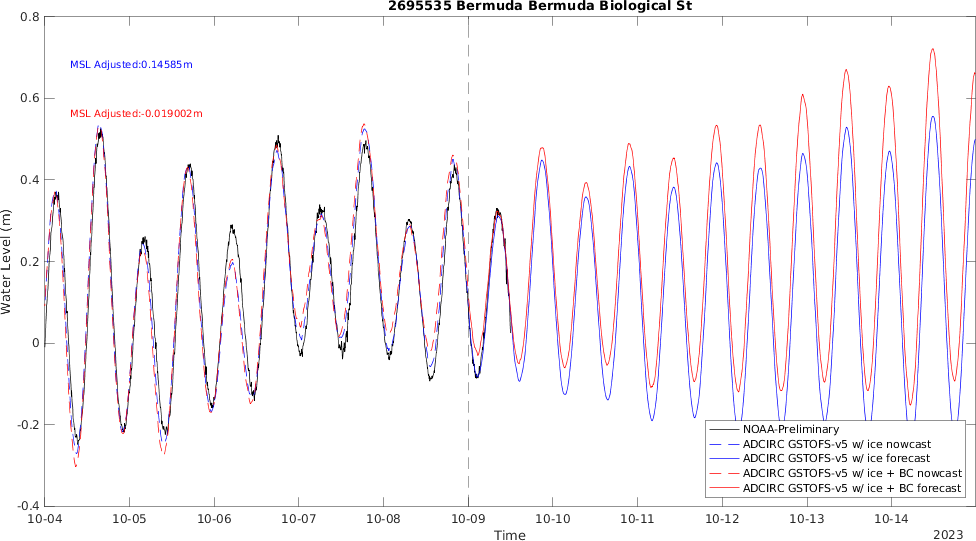 2695535 Bermuda Bermuda Biological St
0.8
MSL Adjusted:0.14585m
0.6
MSL Adjusted:-0.019002m
0.4
0.2
0
-0.2
-0.4
Water Level (m)
NOAA-Preliminary
ADCIRC GSTOFS-v5 w/ ice nowcast
ADCIRC GSTOFS-v5 w/ ice forecast
ADCIRC GSTOFS-v5 w/ ice + BC nowcast
ADCIRC GSTOFS-v5 w/ ice + BC forecast
10-04 10-05 10-06 10-07 10-08 10-09 10-10 10-11 10-12 10-13 10-14
Time
2023